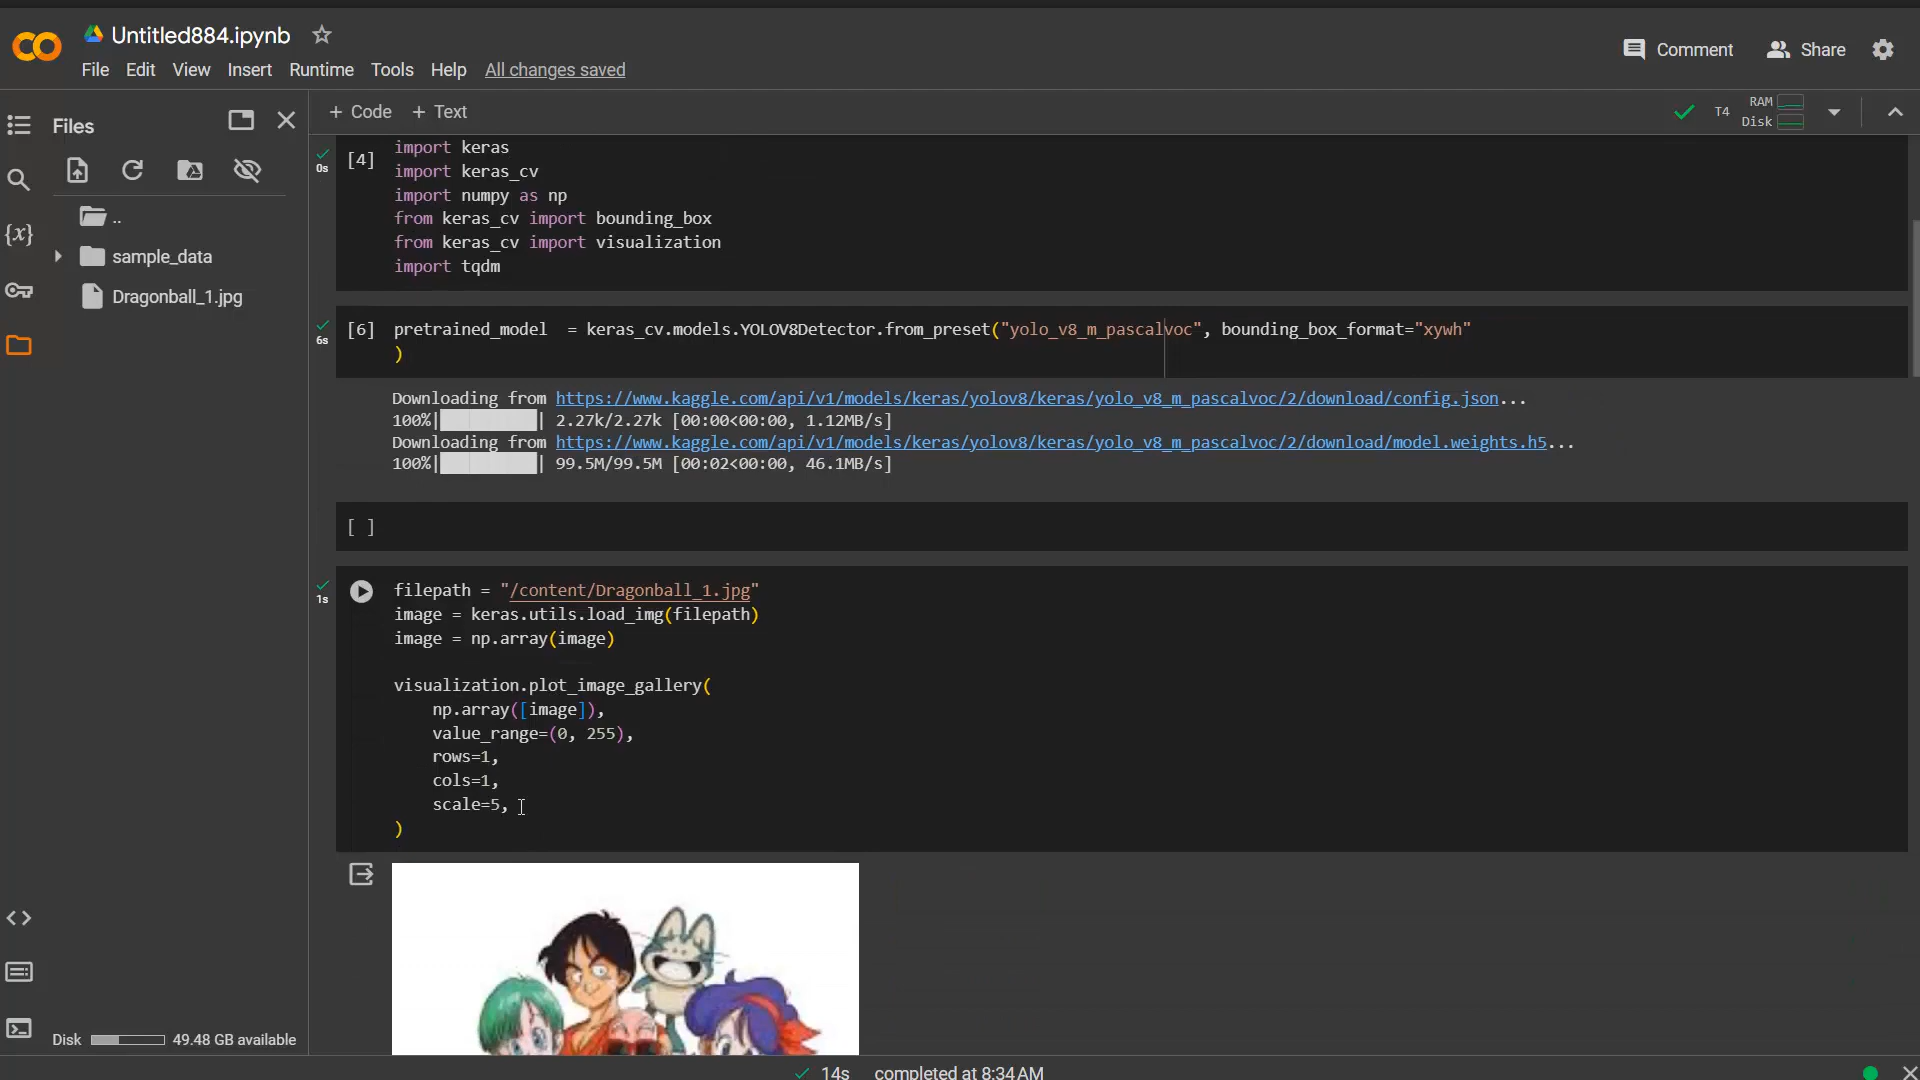 Untitled884.ipynb
Comment
Share
File Edit View Insert Runtime Tools Help All changes saved
Files
+ Code + Text
T4
RAM
Disk
..
sample_data
Dragonball_1.jpg
{x}
0s
[4]
import keras
import keras_cv
import numpy as np
from keras_cv import bounding_box
from keras_cv import visualization
import tqdm
6s
[6]
pretrained_model  = keras_cv.models.YOLOV8Detector.from_preset("yolo_v8_m_pascalvoc", bounding_box_format="xywh"
)
Downloading from https://www.kaggle.com/api/v1/models/keras/yolov8/keras/yolo_v8_m_pascalvoc/2/download/config.json...
100%|██████████| 2.27k/2.27k [00:00<00:00, 1.12MB/s]
Downloading from https://www.kaggle.com/api/v1/models/keras/yolov8/keras/yolo_v8_m_pascalvoc/2/download/model.weights.h5...
100%|██████████| 99.5M/99.5M [00:02<00:00, 46.1MB/s]
[ ]
1s
filepath = "/content/Dragonball_1.jpg"
image = keras.utils.load_img(filepath)
image = np.array(image)
visualization.plot_image_gallery(
np.array([image]),
value_range=(0, 255),
rows=1,
cols=1,
scale=5,
)
Disk 49.48 GB available
14s completed at 8:34 AM